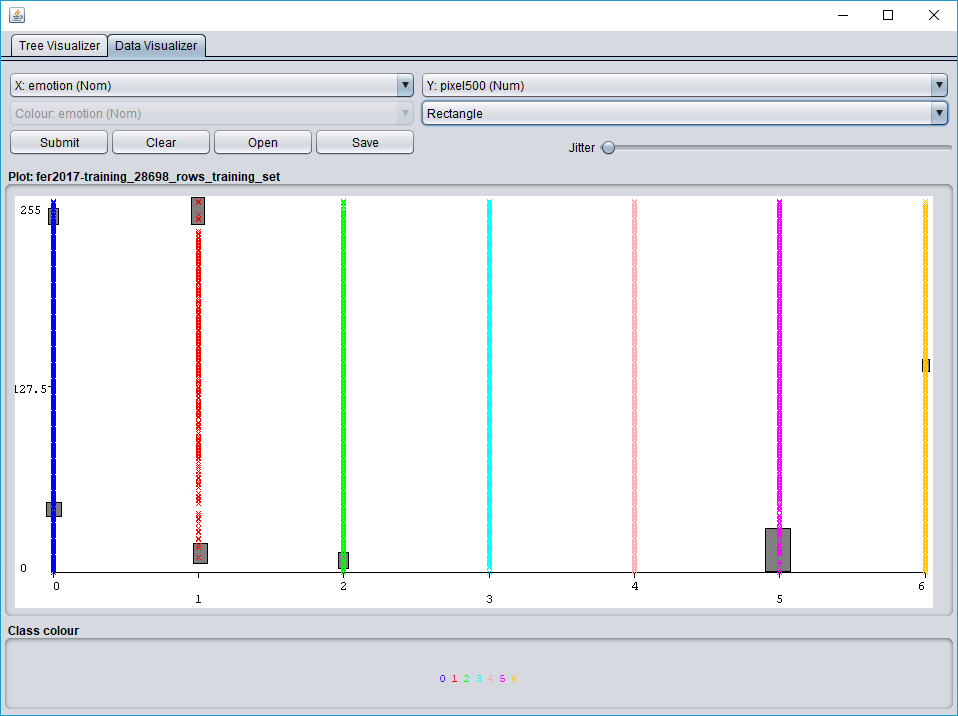 Tree Visualizer Data Visualizer
X: emotion (Nom) Y: pixel500 (Num)
Colour: emotion (Nom) Rectangle
Submit Clear Open Save Jitter
Plot: fer2017-training_28698_rows_training_set
255
127.5
0
0 2 4 6
1 3 5
Class colour
0 1 2 3 4 5 6